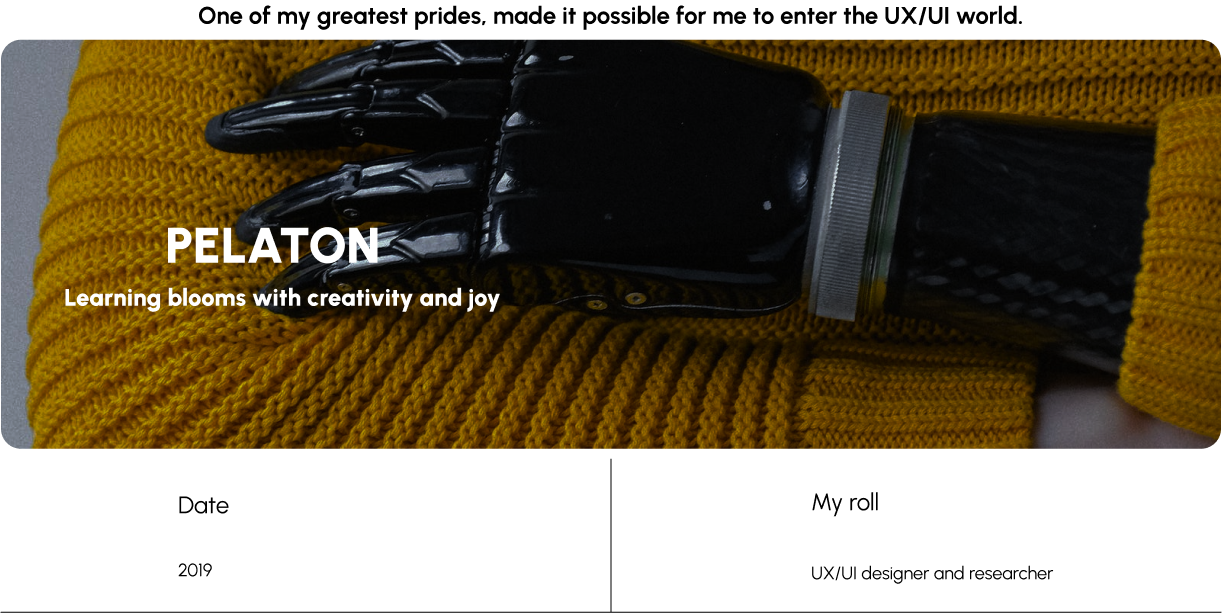 One of my greatest prides, made it possible for me to enter the UX/UI world.
PELATON
Learning blooms with creativity and joy
Date
My roll
2019
UX/UI designer and researcher